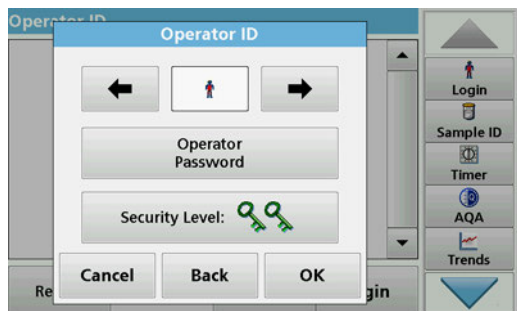 Operator ID
Operator ID
Operator
Password
Security Level:
Cancel
Back
OK
Re
gin
Login
Sample ID
Timer
AQA
Trends